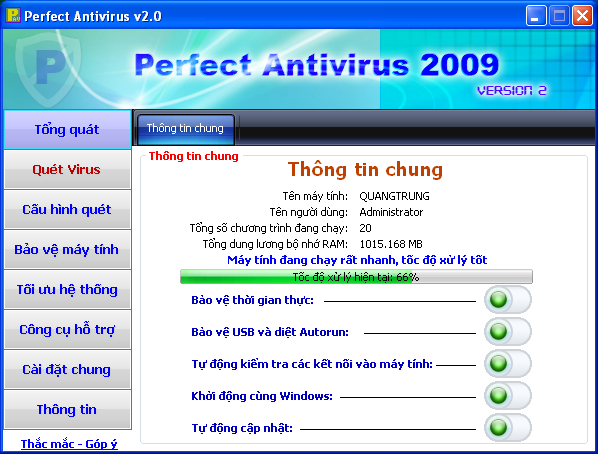 Perfect Antivirus v2.0
P
Perfect Antivirus 2009
VERSION 2
Tổng quát
Quét Virus
Cấu hình quét
Bảo vệ máy tính
Tối ưu hệ thống
Công cụ hỗ trợ
Cài đặt chung
Thông tin
Thắc mắc - Góp ý
Thông tin chung
Thông tin chung
Thông tin chung
Tên máy tính: QUANGTRUNG
Tên người dùng: Administrator
Tổng số chương trình đang chạy: 20
Tổng dung lượng bộ nhớ RAM: 1015.168 MB
Máy tính đang chạy rất nhanh, tốc độ xử lý tốt
Tốc độ xử lý hiện tại: 66%
Bảo vệ thời gian thực:
Bảo vệ USB và diệt Autorun:
Tự động kiểm tra các kết nối vào máy tính:
Khởi động cùng Windows:
Tự động cập nhật: